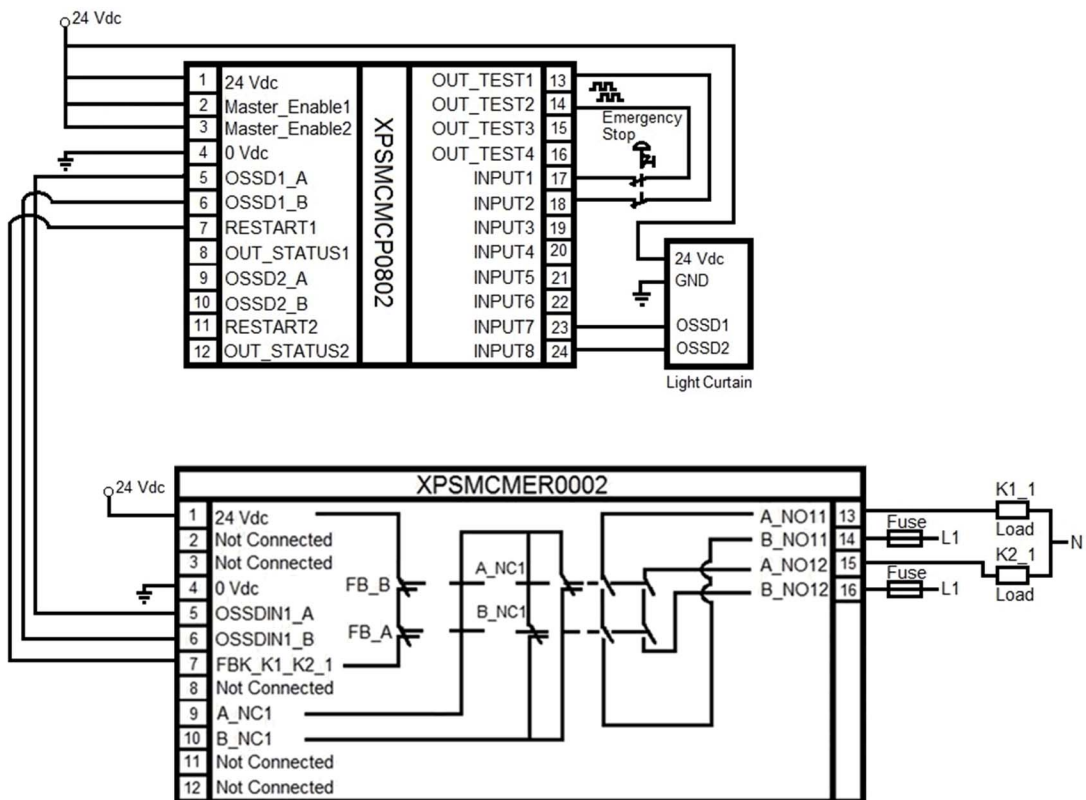 24 Vdc
1 24 Vdc
2 Master_Enable1
3 Master_Enable2
4 0 Vdc
5 OSSD1_A
6 OSSD1_B
7 RESTART1
8 OUT_STATUS1
9 OSSD2_A
10 OSSD2_B
11 RESTART2
12 OUT_STATUS2
XPSMCMCP0802
OUT_TEST1 13
OUT_TEST2 14
OUT_TEST3 15
OUT_TEST4 16
INPUT1 17
INPUT2 18
INPUT3 19
INPUT4 20
INPUT5 21
INPUT6 22
INPUT7 23
INPUT8 24
Emergency
Stop
24 Vdc
GND
OSSD1
OSSD2
Light Curtain
XPSMCMER0002
24 Vdc
1 24 Vdc
2 Not Connected
3 Not Connected
4 0 Vdc
5 OSSDIN1_A
6 OSSDIN1_B
7 FBK_K1_K2_1
8 Not Connected
9 A_NC1
10 B_NC1
11 Not Connected
12 Not Connected
FB_B
FB_A
A_NC1
B_NC1
A_NO11 13
B_NO11 14
A_NO12 15
B_NO12 16
K1_1
Load
Fuse
L1
N
K2_1
Load
Fuse
L1